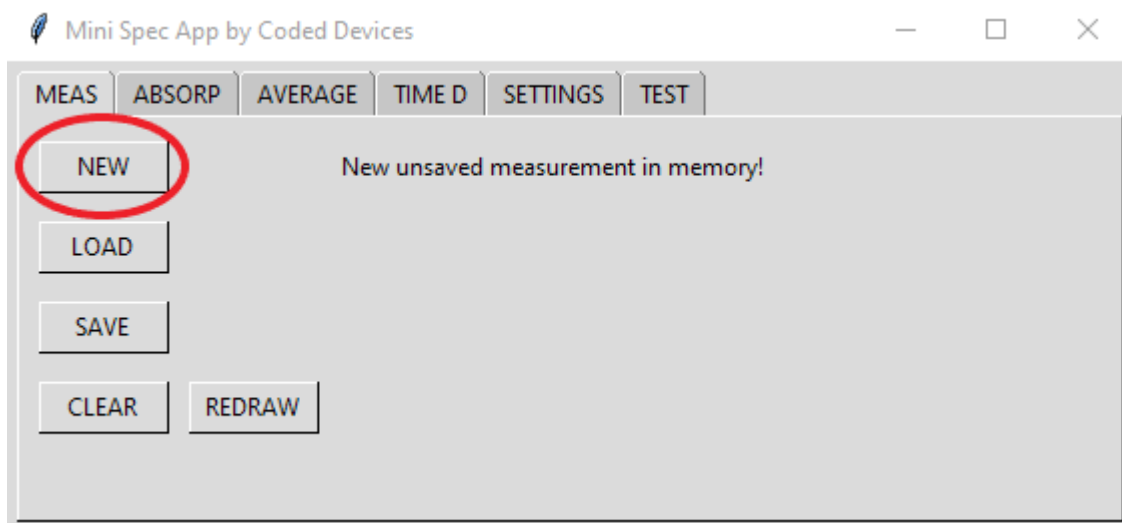 Mini Spec App by Coded Devices
MEAS ABSORP AVERAGE TIME D SETTINGS TEST
NEW New unsaved measurement in memory!
LOAD
SAVE
CLEAR REDRAW